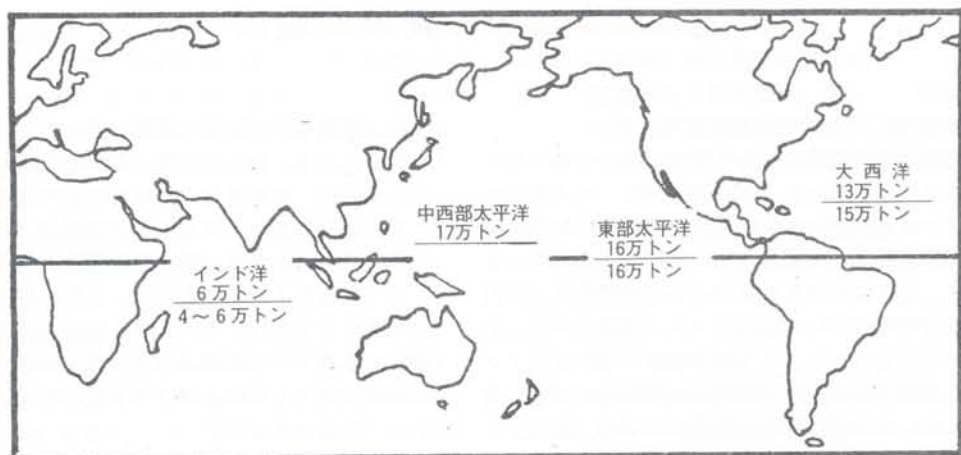 大西洋
13万トン
15万トン
中西部太平洋
17万トン
東部太平洋
16万トン
16万トン
インド洋
6万トン
4〜6万トン